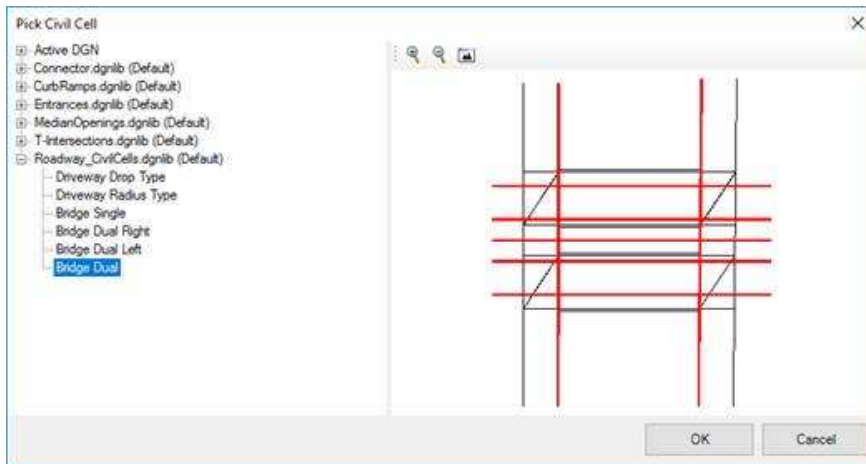 Pick Civil Cell
Active DGN
Connector.dgnlib (Default)
CurbRamps.dgnlib (Default)
Entrances.dgnlib (Default)
MedianOpenings.dgnlib (Default)
T-Intersections.dgnlib (Default)
Roadway_CivilCells.dgnlib (Default)
Driveway Drop Type
Driveway Radius Type
Bridge Single
Bridge Dual Right
Bridge Dual Left
Bridge Dual
OK Cancel